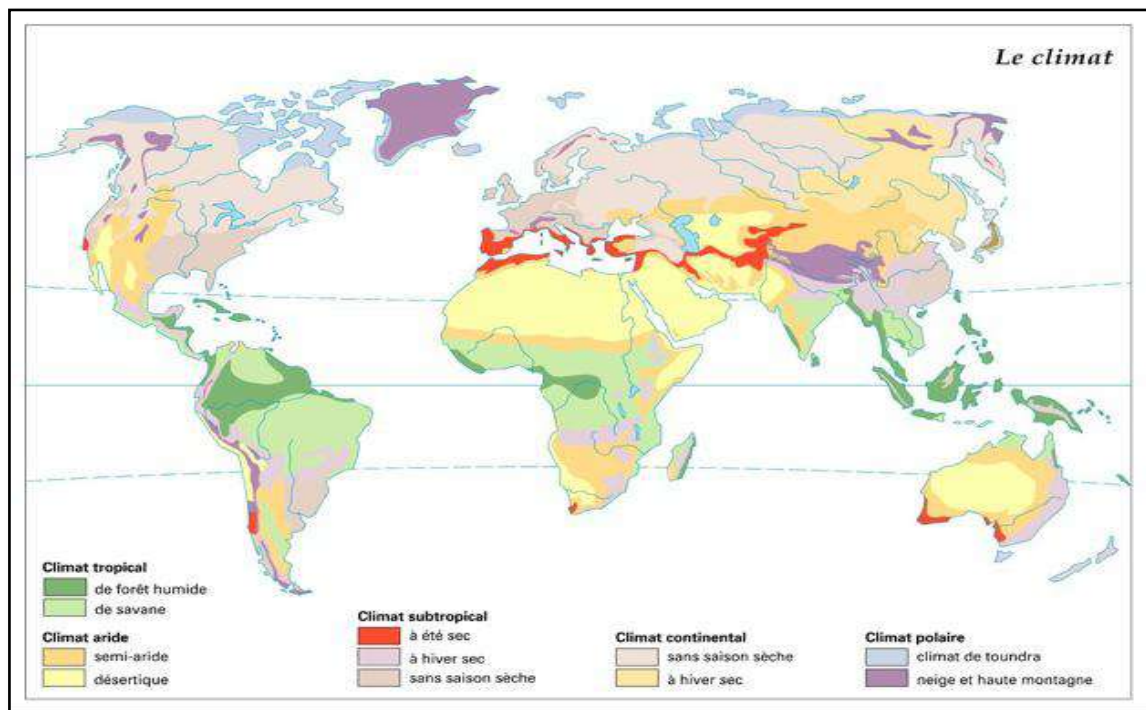 Le climat
Climat tropical
de forêt humide
de savane
Climat aride
semi-aride
désertique
Climat subtropical
à été sec
à hiver sec
sans saison sèche
Climat continental
sans saison sèche
à hiver sec
Climat polaire
climat de toundra
neige et haute montagne